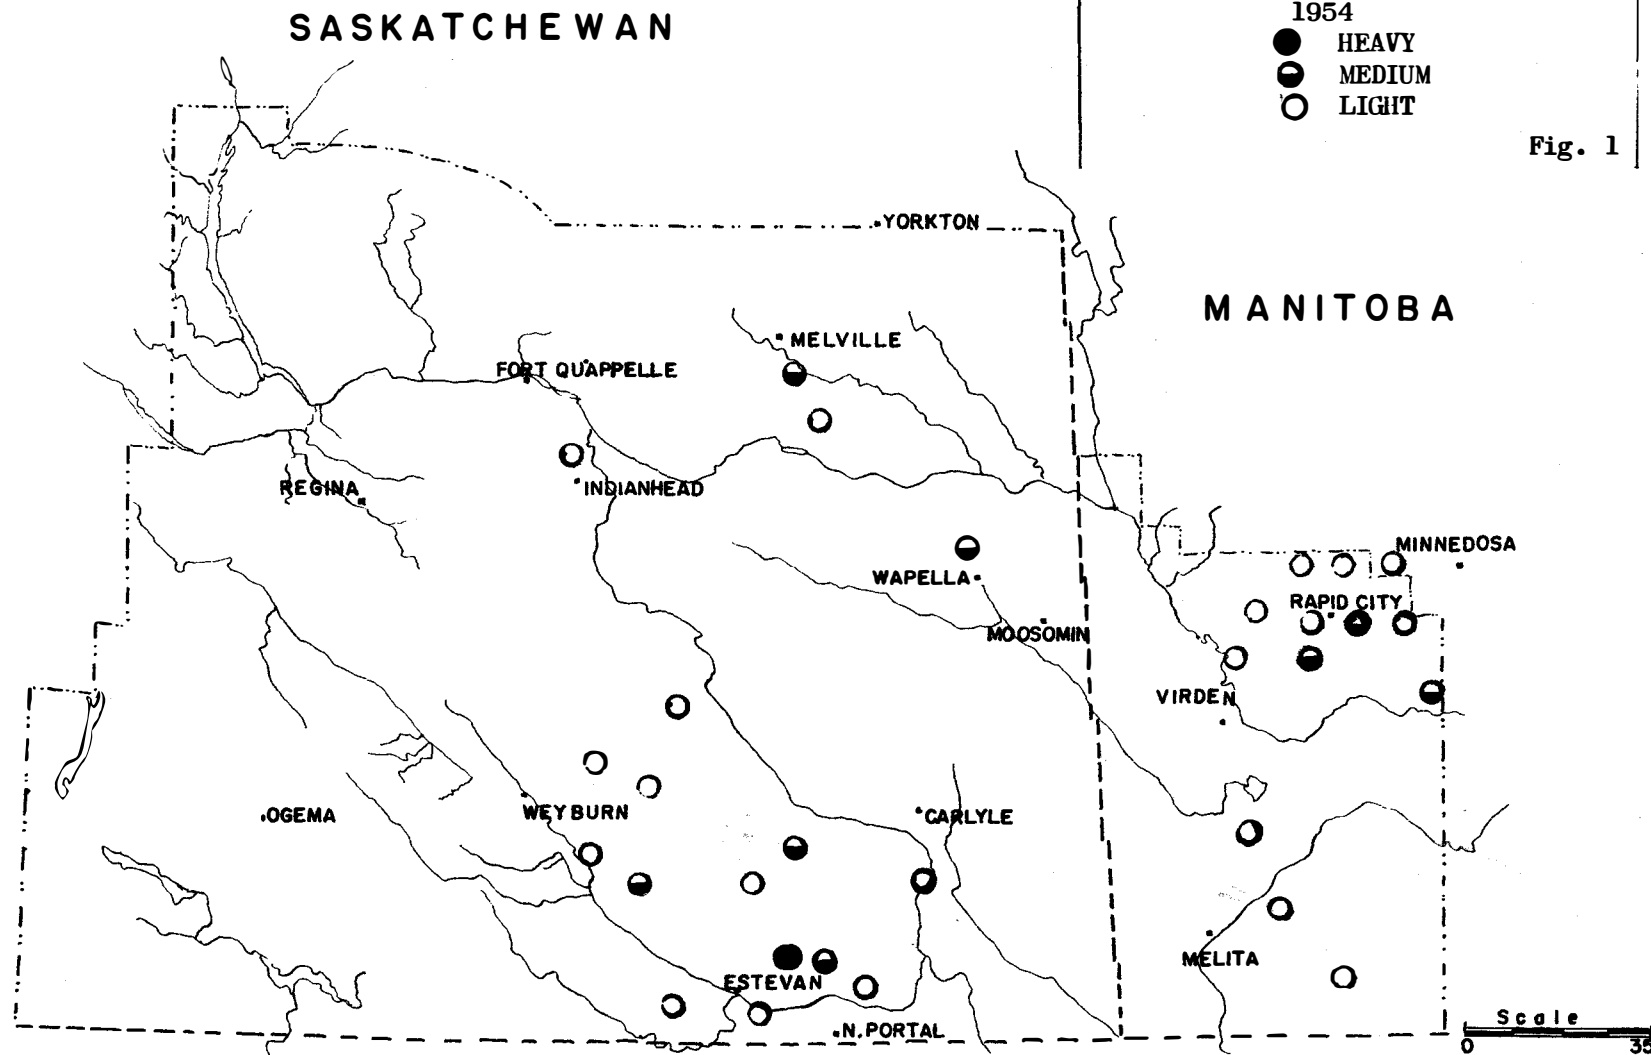 SASKATCHEWAN
1954
HEAVY
MEDIUM
LIGHT
Fig. 1
YORKTON
MANITOBA
MELVILLE
FORT QUAPPELLE
REGINA
INDIANHEAD
MINNEDOSA
WAPELLA
RAPID CITY
MOOSOMIN
VIRDEN
OGEMA
WEYBURN
CARLYLE
MELITA
ESTEVAN
N. PORTAL
Scale
0 35